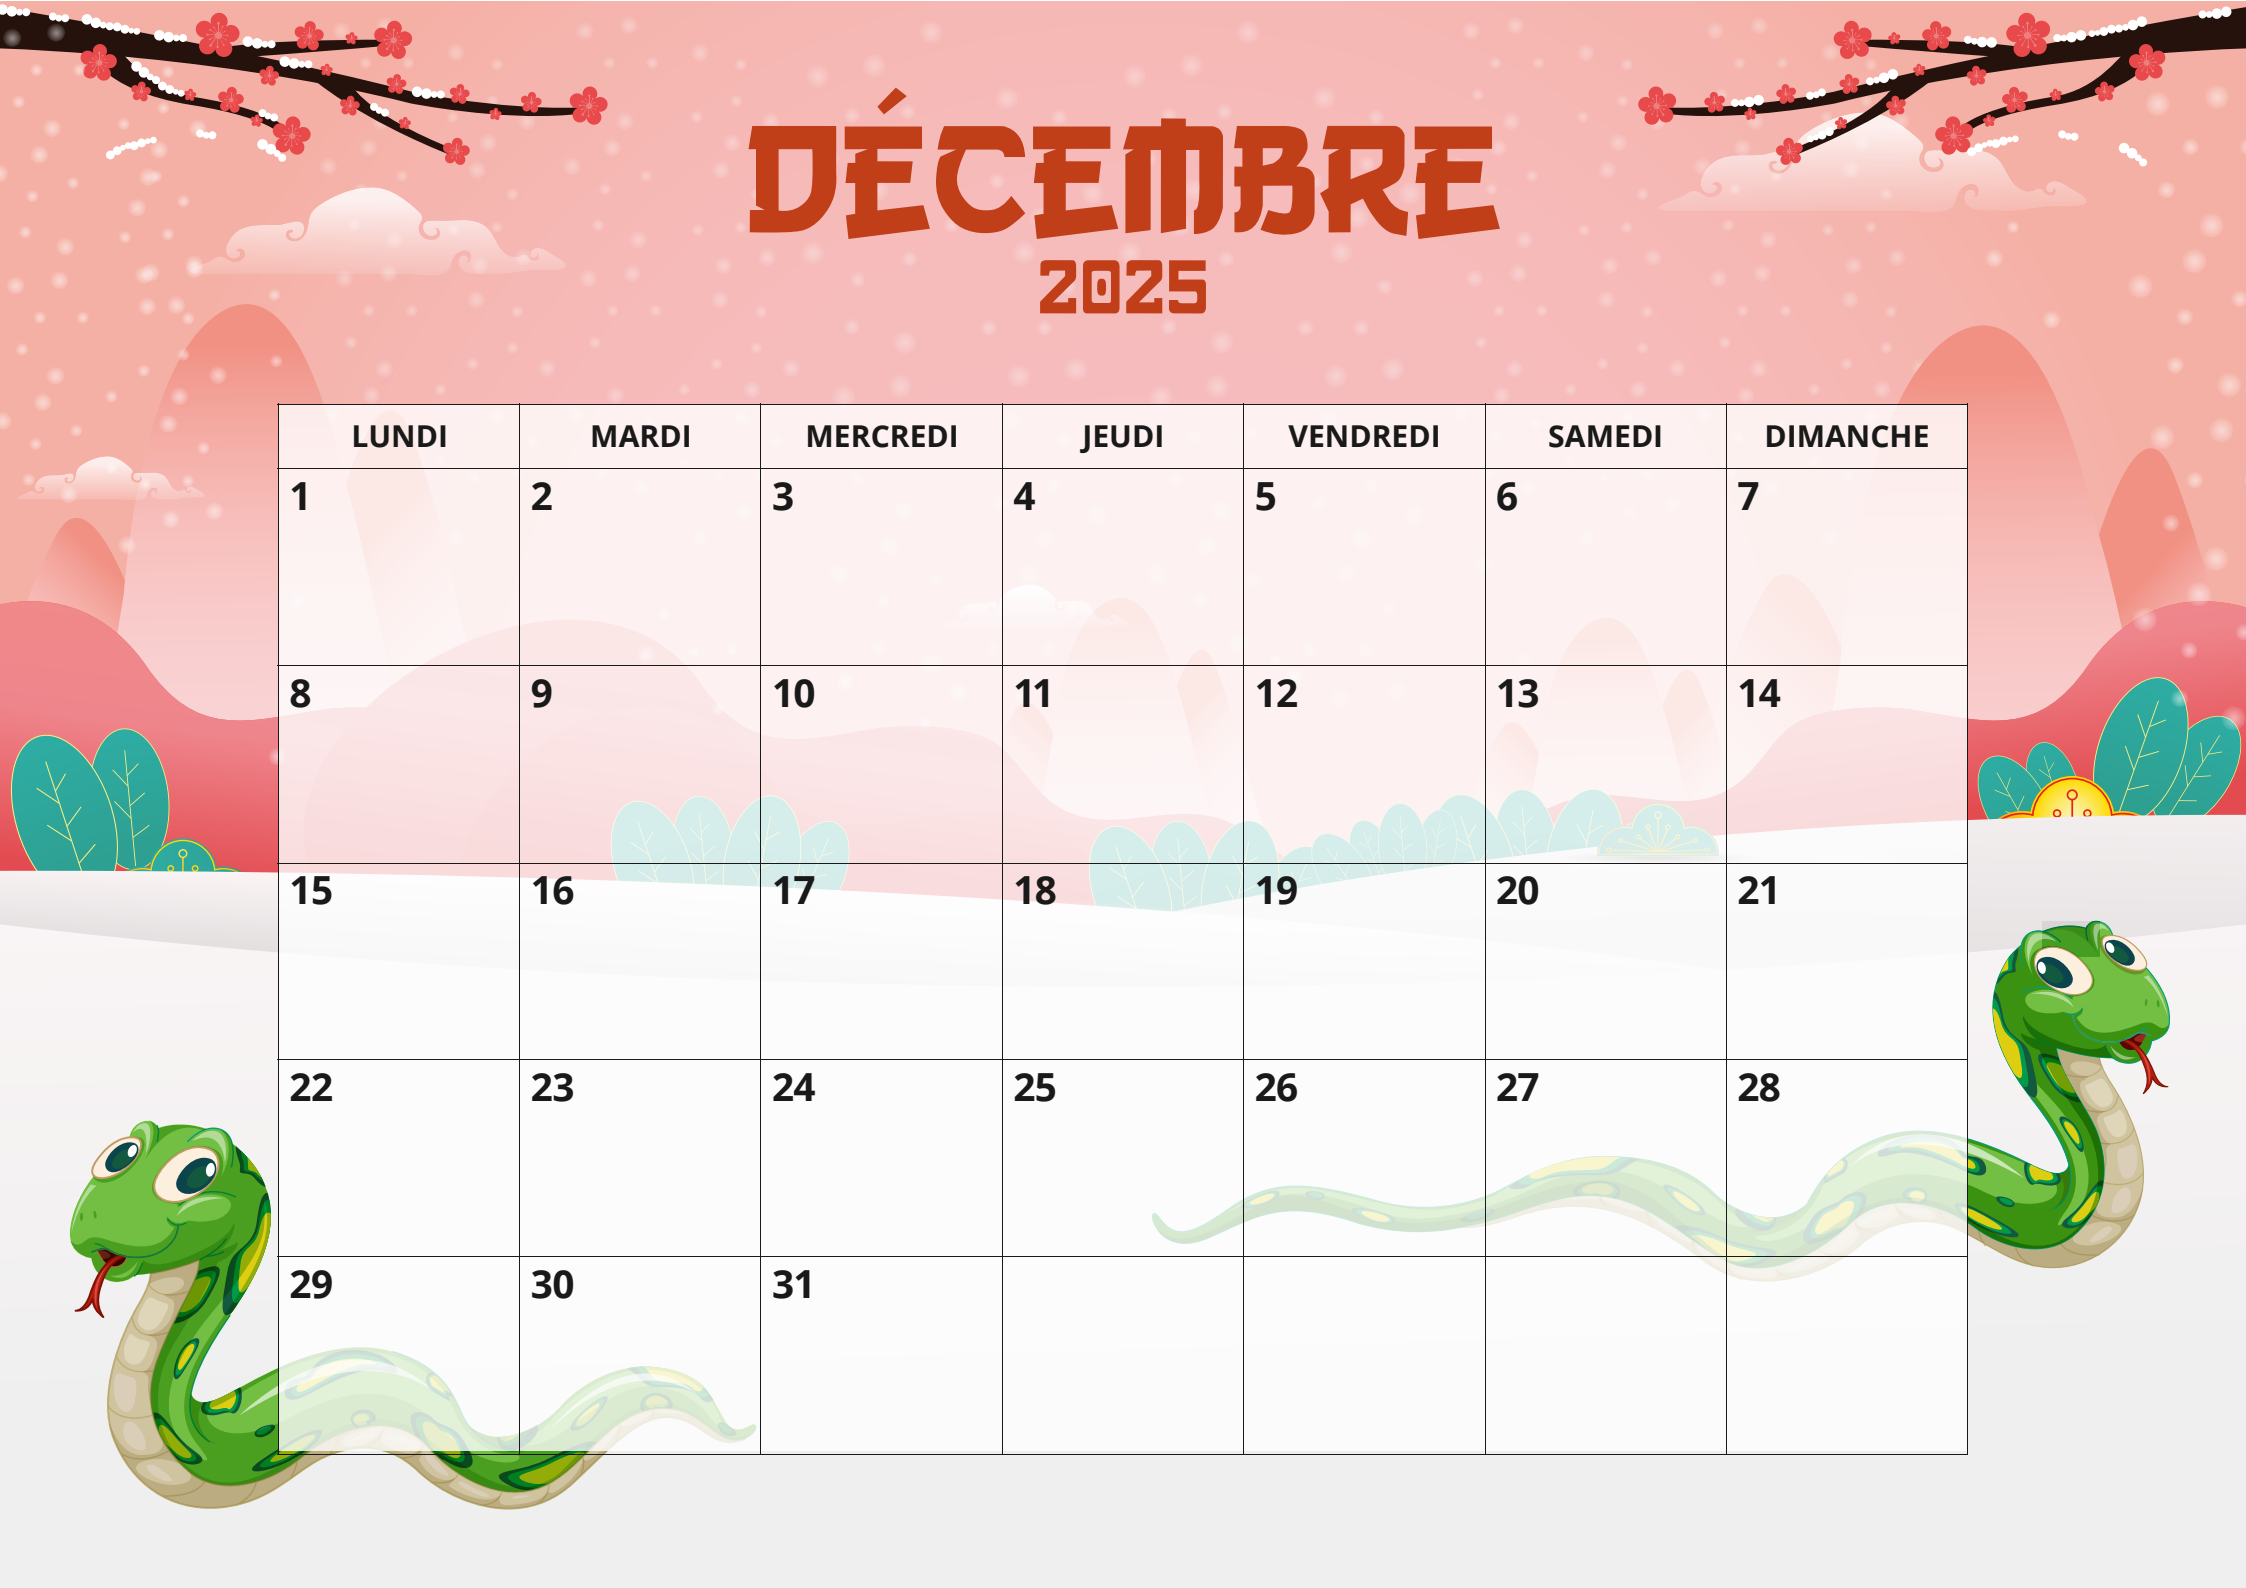 DÉCEMBRE
2025
LUNDI MARDI MERCREDI JEUDI VENDREDI SAMEDI DIMANCHE
1 2 3 4 5 6 7
8 9 10 11 12 13 14
15 16 17 18 19 20 21
22 23 24 25 26 27 28
29 30 31